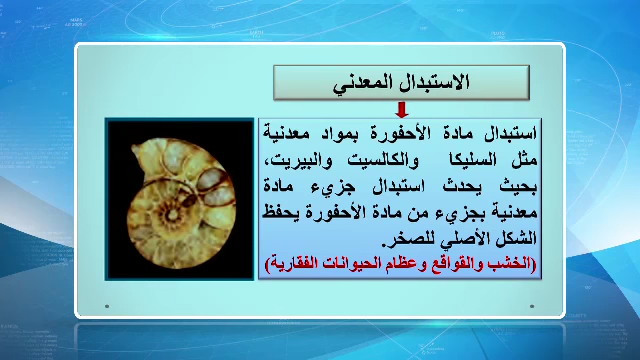 الاستبدال المعدني
استبدال مادة الأحفورة بمواد معدنية
مثل السليكا والكالسيت والبيريت،
بحيث يحدث استبدال جزيء مادة
معدنية بجزيء من مادة الأحفورة يحفظ
الشكل الأصلي للصخر.
(الخشب والقواقع وعظام الحيوانات الفقارية)